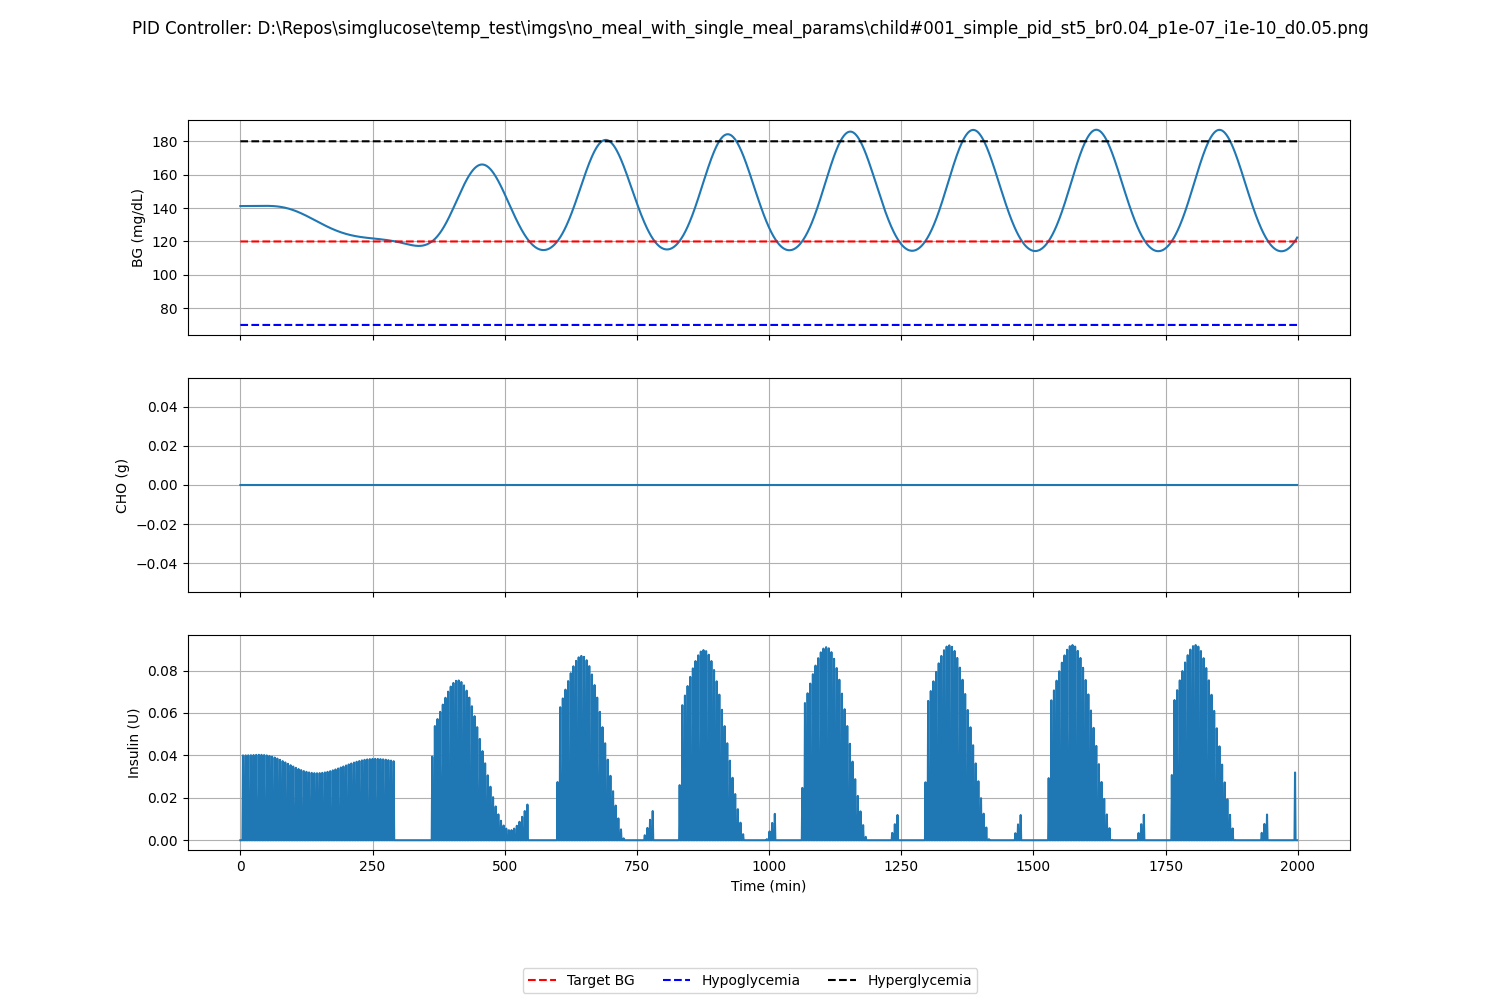 PID Controller: D:\Repos\simglucose\temp_test\imgs\no_meal_with_single_meal_params\child#001_simple_pid_st5_br0.04_p1e-07_i1e-10_d0.05.png
BG (mg/dL)
180
160
140
120
100
80
CHO (g)
0.04
0.02
0.00
−0.02
−0.04
Insulin (U)
0.08
0.06
0.04
0.02
0.00
0 250 500 750 1000 1250 1500 1750 2000
Time (min)
Target BG Hypoglycemia Hyperglycemia